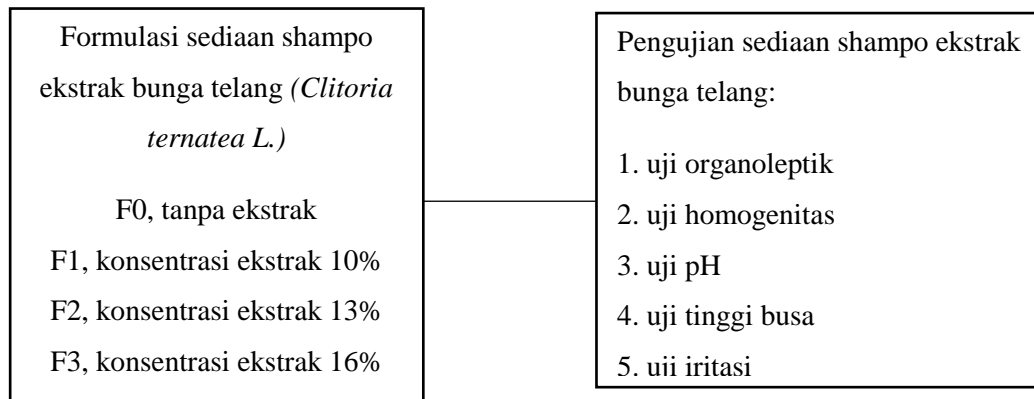 Formulasi sediaan shampo
ekstrak bunga telang (Clitoria
ternatea L.)
F0, tanpa ekstrak
F1, konsentrasi ekstrak 10%
F2, konsentrasi ekstrak 13%
F3, konsentrasi ekstrak 16%
Pengujian sediaan shampo ekstrak
bunga telang:
1. uji organoleptik
2. uji homogenitas
3. uji pH
4. uji tinggi busa
5. uji iritasi